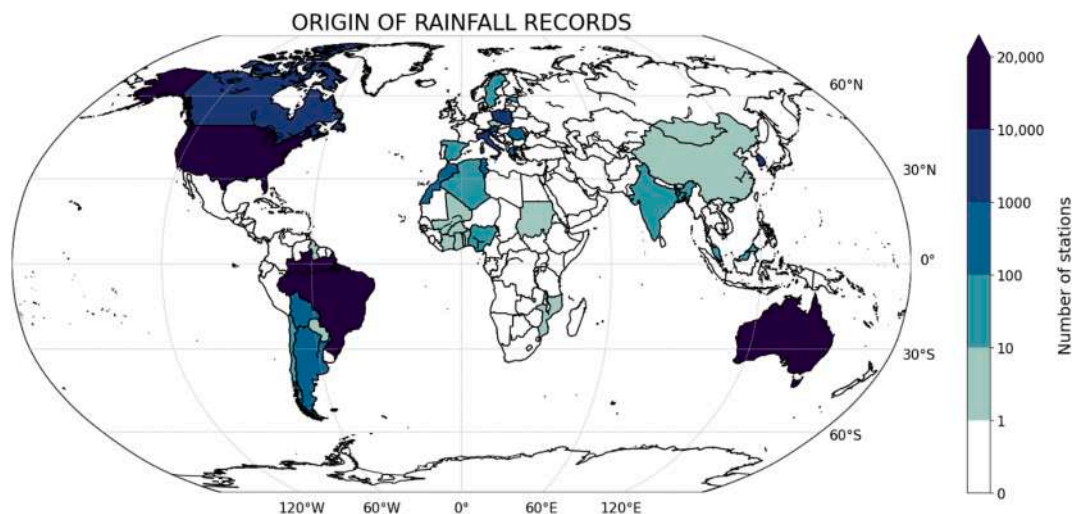 ORIGIN OF RAINFALL RECORDS
60°N
30°N
0°
30°S
60°S
120°W 60°W 0° 60°E 120°E
20,000
10,000
1000
100
10
1
0
Number of stations